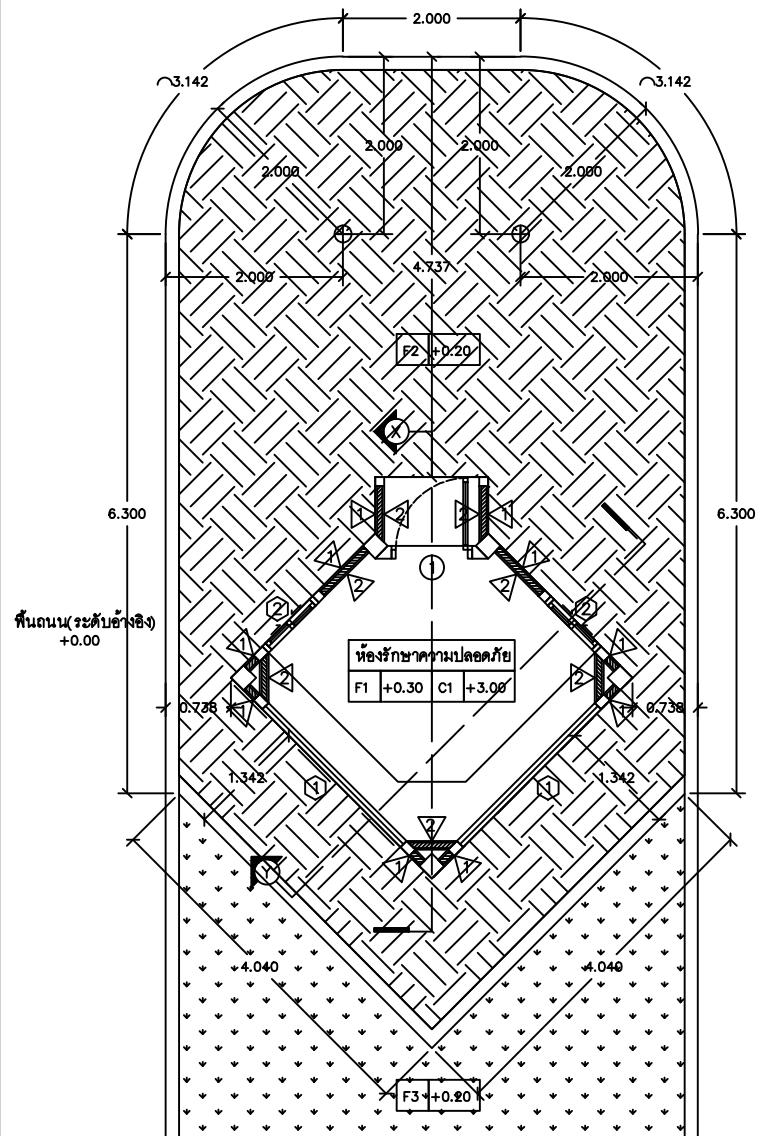 2.000
3.142 3.142
2.000 2.000
2.000 2.000
2.000 4.737 2.000
F2 +0.20
X
1 2 2 1
6.300 6.300
1 1
2 1 2
2 2
พื้นถนน(ระดับอ้างอิง)
+0.00
1 1
ห้องรักษาความปลอดภัย
2 2
F1 +0.30 C1 +3.00
0.738 1 1 0.738
1.342 1.342
1 1
2
1 1
Y
4.040 4.040
F3 +0.20